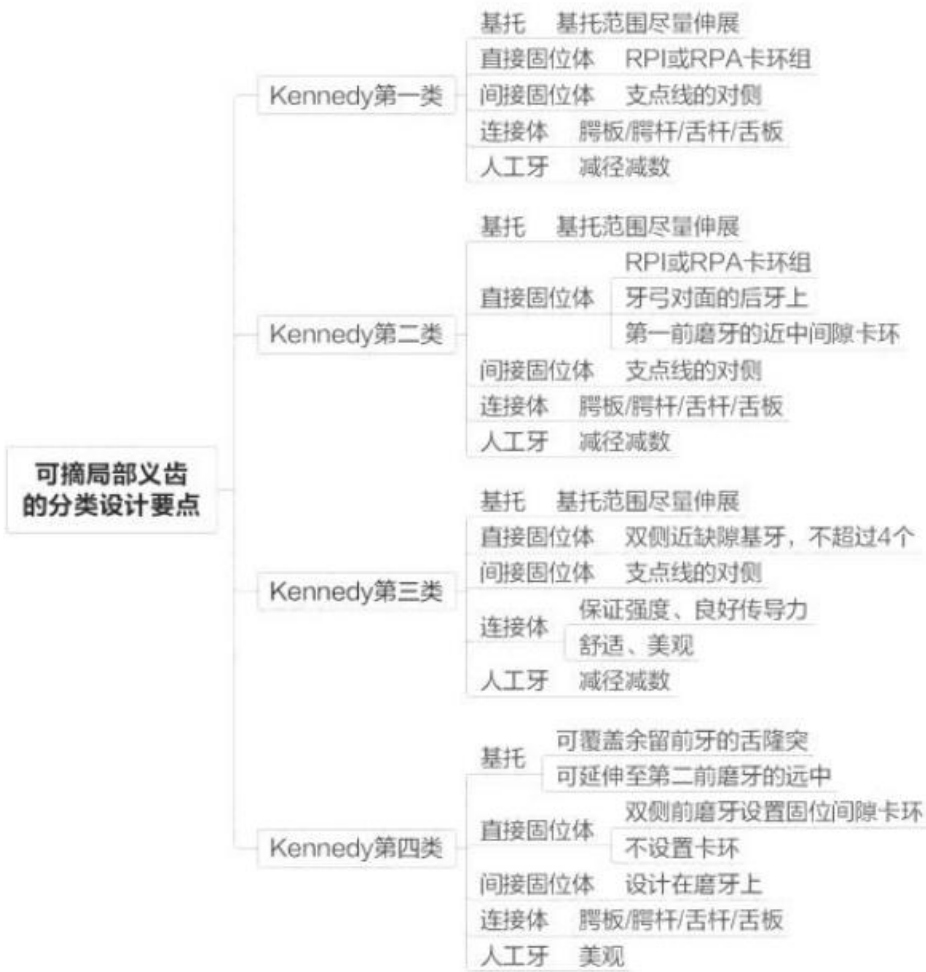 可摘局部义齿
的分类设计要点
Kennedy第一类
基托 基托范围尽量伸展
直接固位体 RPI或RPA卡环组
间接固位体 支点线的对侧
连接体 腭板/腭杆/舌杆/舌板
人工牙 减径减数
Kennedy第二类
基托 基托范围尽量伸展
直接固位体
RPI或RPA卡环组
牙弓对面的后牙上
第一前磨牙的近中间隙卡环
间接固位体 支点线的对侧
连接体 腭板/腭杆/舌杆/舌板
人工牙 减径减数
Kennedy第三类
基托 基托范围尽量伸展
直接固位体 双侧近缺隙基牙，不超过4个
间接固位体 支点线的对侧
连接体
保证强度、良好传导力
舒适、美观
人工牙 减径减数
Kennedy第四类
基托
可覆盖余留前牙的舌隆突
可延伸至第二前磨牙的远中
直接固位体
双侧前磨牙设置固位间隙卡环
不设置卡环
间接固位体 设计在磨牙上
连接体 腭板/腭杆/舌杆/舌板
人工牙 美观